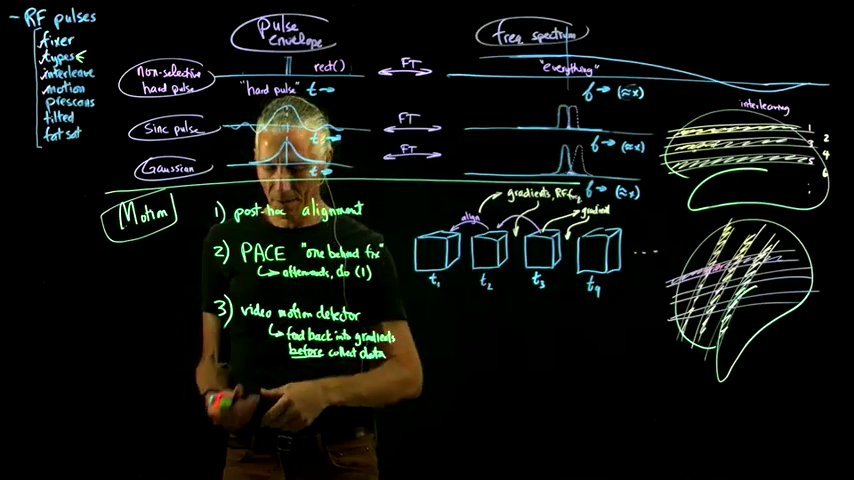 - RF pulses
fixer
types
interleave
motion
prescans
tilted
fat sat
pulse
envelope
freq spectrum
non-selective
hard pulse
rect()
"hard pulse" t →
FT
"everything"
f → (≈x)
Sinc pulse
t →
FT
f → (≈x)
Gaussian
t →
FT
f → (≈x)
interleaving
1
2
3
4
5
6
Motion
1) post-hoc alignment
2) PACE "one behind fix"
↳ afterwards, do (1)
3) video motion detector
↳ feed back into gradients
before collect data
gradients, RF freq
align
gradient
t₁ t₂ t₃ t₄ ...